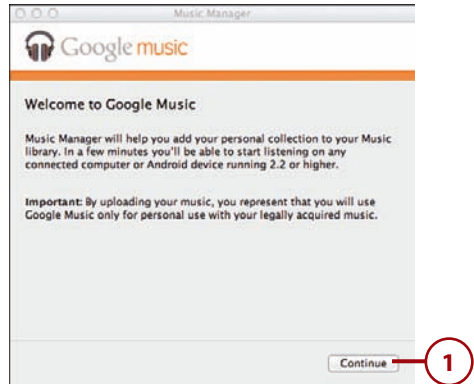 Music Manager
Google music
Welcome to Google Music
Music Manager will help you add your personal collection to your Music
library. In a few minutes you'll be able to start listening on any
connected computer or Android device running 2.2 or higher.
Important: By uploading your music, you represent that you will use
Google Music only for personal use with your legally acquired music.
Continue
1